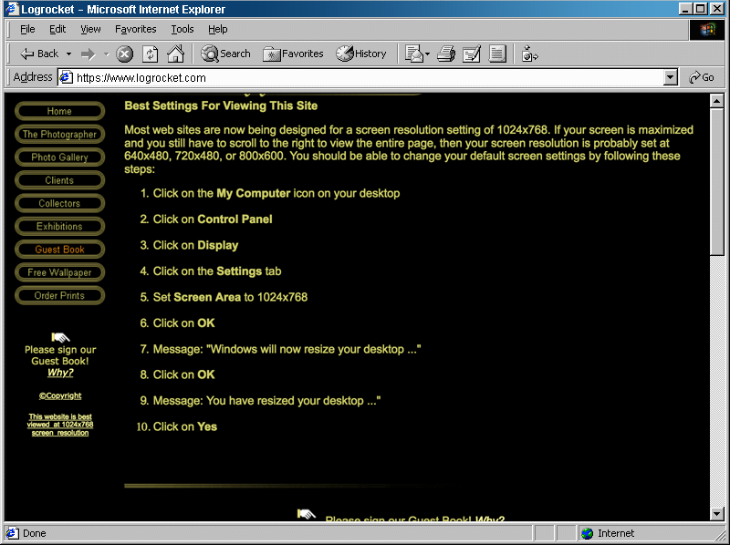 Logrocket - Microsoft Internet Explorer
File Edit View Favorites Tools Help
Back Search Favorites History
Address https://www.logrocket.com Go
Home
The Photographer
Photo Gallery
Clients
Collectors
Exhibitions
Guest Book
Free Wallpaper
Order Prints
Please sign our
Guest Book!
Why?
©Copyright
This website is best
viewed at 1024x768
screen resolution
Best Settings For Viewing This Site
Most web sites are now being designed for a screen resolution setting of 1024x768. If your screen is maximized
and you still have to scroll to the right to view the entire page, then your screen resolution is probably set at
640x480, 720x480, or 800x600. You should be able to change your default screen settings by following these
steps:
1. Click on the My Computer icon on your desktop
2. Click on Control Panel
3. Click on Display
4. Click on the Settings tab
5. Set Screen Area to 1024x768
6. Click on OK
7. Message: "Windows will now resize your desktop ..."
8. Click on OK
9. Message: You have resized your desktop ..."
10. Click on Yes
Please sign our Guest Book! Why?
Done Internet